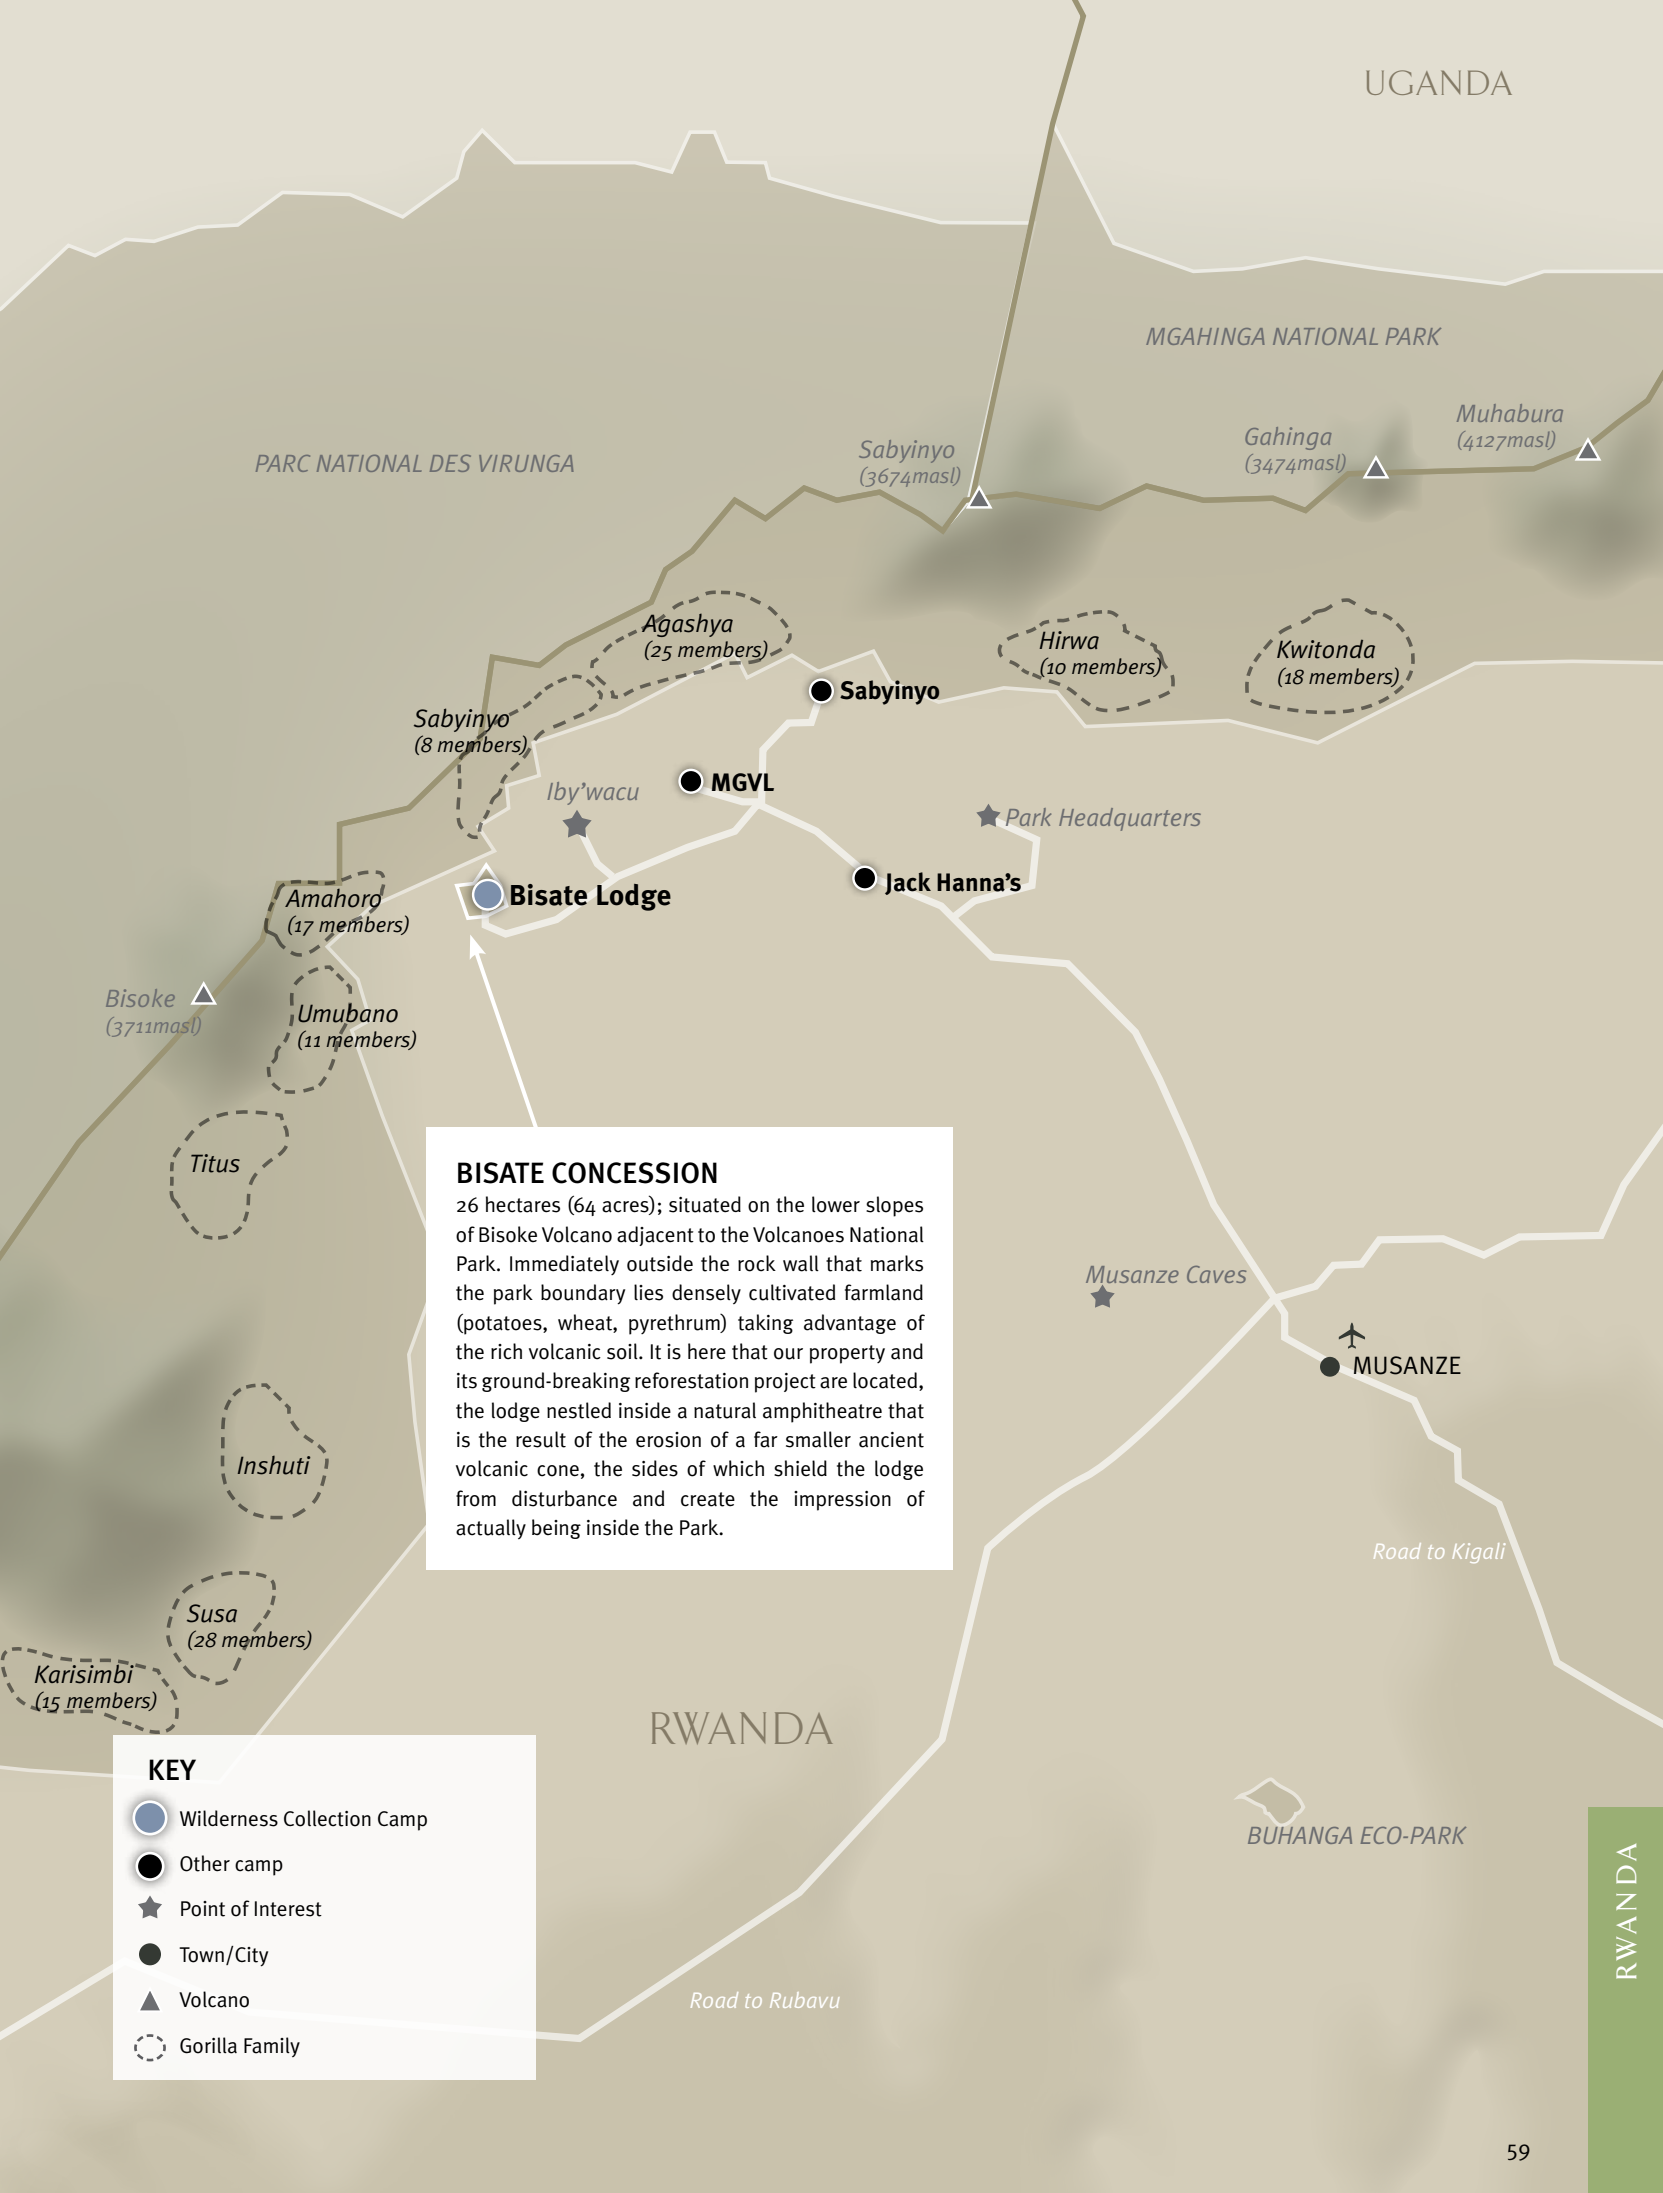 UGANDA
MGAHINGA NATIONAL PARK
Muhabura
(4127masl)
Gahinga
(3474masl)
Sabyinyo
(3674masl)
PARC NATIONAL DES VIRUNGA
Agashya
(25 members)
Hirwa
(10 members)
Kwitonda
(18 members)
Sabyinyo
Sabyinyo
(8 members)
MGVL
Iby’wacu
Park Headquarters
Jack Hanna’s
Bisate Lodge
Amahoro
(17 members)
Bisoke
(3711masl)
Umubano
(11 members)
Titus
BISATE CONCESSION
26 hectares (64 acres); situated on the lower slopes
of Bisoke Volcano adjacent to the Volcanoes National
Park. Immediately outside the rock wall that marks
the park boundary lies densely cultivated farmland
(potatoes, wheat, pyrethrum) taking advantage of
the rich volcanic soil. It is here that our property and
its ground-breaking reforestation project are located,
the lodge nestled inside a natural amphitheatre that
is the result of the erosion of a far smaller ancient
volcanic cone, the sides of which shield the lodge
from disturbance and create the impression of
actually being inside the Park.
Musanze Caves
MUSANZE
Inshuti
Road to Kigali
Susa
(28 members)
Karisimbi
(15 members)
RWANDA
KEY
Wilderness Collection Camp
Other camp
Point of Interest
Town/City
Volcano
Gorilla Family
BUHANGA ECO-PARK
Road to Rubavu
RWANDA
59